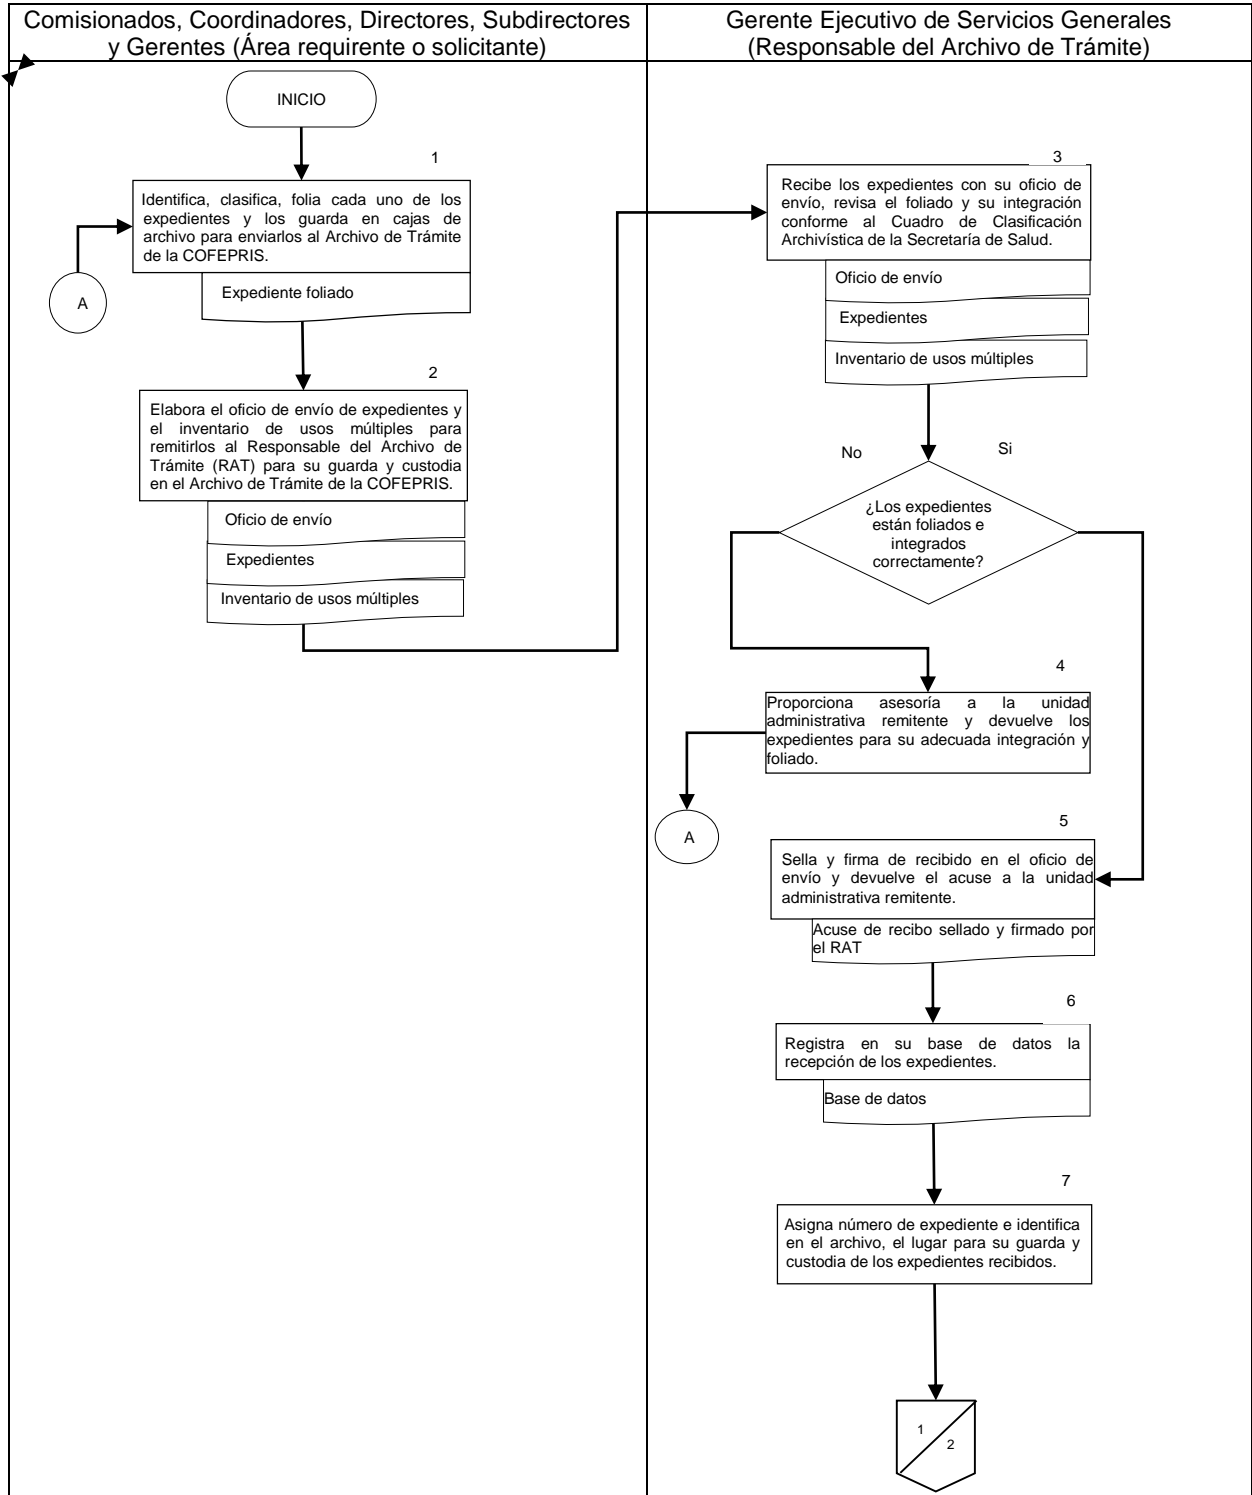 Comisionados, Coordinadores, Directores, Subdirectores
y Gerentes (Área requirente o solicitante)
Gerente Ejecutivo de Servicios Generales
(Responsable del Archivo de Trámite)
INICIO
1
Identifica, clasifica, folia cada uno de los
expedientes y los guarda en cajas de
archivo para enviarlos al Archivo de Trámite
de la COFEPRIS.
Expediente foliado
A
2
Elabora el oficio de envío de expedientes y
el inventario de usos múltiples para
remitirlos al Responsable del Archivo de
Trámite (RAT) para su guarda y custodia
en el Archivo de Trámite de la COFEPRIS.
Oficio de envío
Expedientes
Inventario de usos múltiples
3
Recibe los expedientes con su oficio de
envío, revisa el foliado y su integración
conforme al Cuadro de Clasificación
Archivística de la Secretaría de Salud.
Oficio de envío
Expedientes
Inventario de usos múltiples
No
Si
¿Los expedientes
están foliados e
integrados
correctamente?
4
Proporciona asesoría a la unidad
administrativa remitente y devuelve los
expedientes para su adecuada integración y
foliado.
A
5
Sella y firma de recibido en el oficio de
envío y devuelve el acuse a la unidad
administrativa remitente.
Acuse de recibo sellado y firmado por
el RAT
6
Registra en su base de datos la
recepción de los expedientes.
Base de datos
7
Asigna número de expediente e identifica
en el archivo, el lugar para su guarda y
custodia de los expedientes recibidos.
1
2